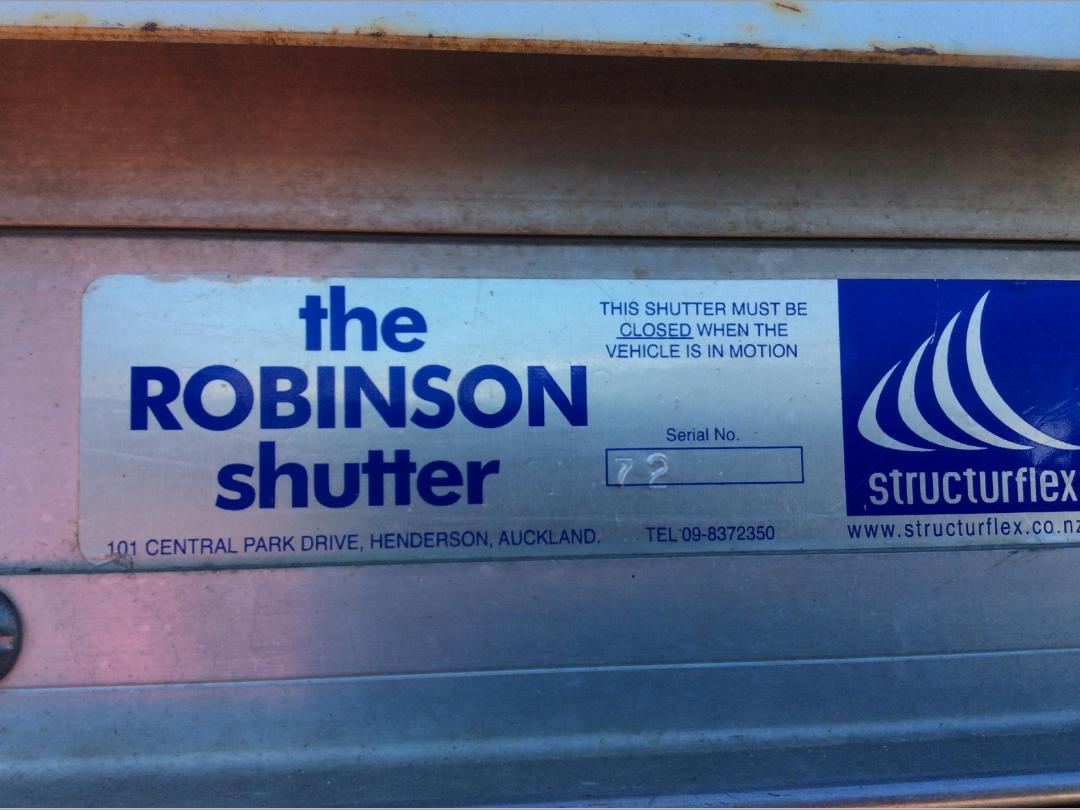 the
ROBINSON
shutter
THIS SHUTTER MUST BE
CLOSED WHEN THE
VEHICLE IS IN MOTION
Serial No.
72
101 CENTRAL PARK DRIVE, HENDERSON, AUCKLAND. TEL 09-8372350
structurflex
www.structurflex.co.nz